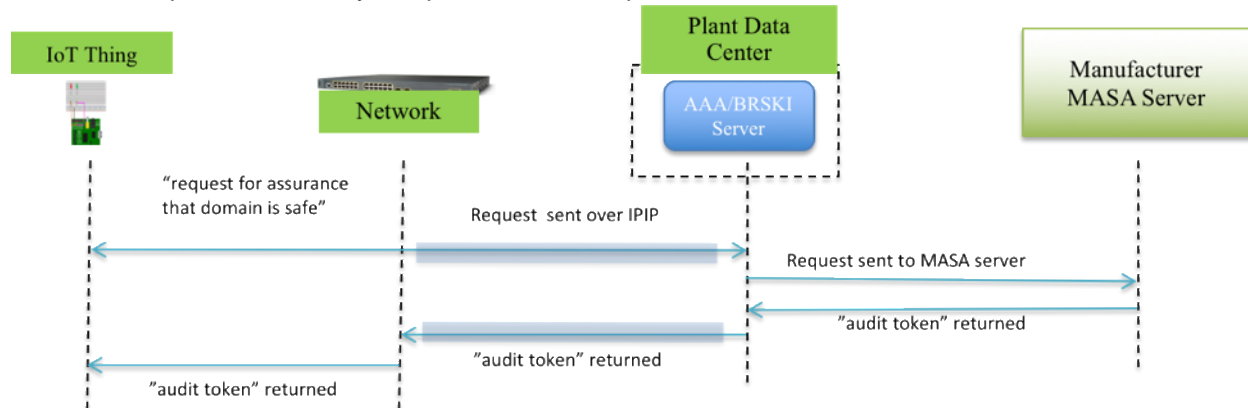 IoT Thing
Network
Plant Data
Center
AAA/BRSKI
Server
Manufacturer
MASA Server
“request for assurance
that domain is safe”
Request sent over IPIP
Request sent to MASA server
”audit token” returned
”audit token” returned
”audit token” returned